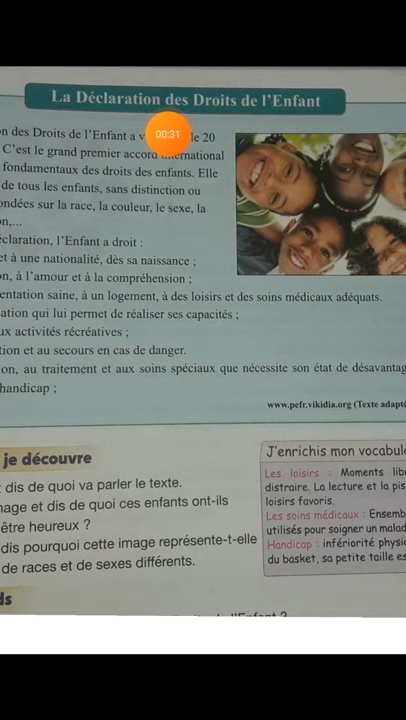 La Déclaration des Droits de l'Enfant
00:31
on des Droits de l'Enfant a le 20
C'est le grand premier accord international
fondamentaux des droits des enfants. Elle
de tous les enfants, sans distinction ou
ondées sur la race, la couleur, le sexe, la
on,...
éclaration, l'Enfant a droit :
et à une nationalité, dès sa naissance ;
on, à l'amour et à la compréhension ;
entation saine, à un logement, à des loisirs et des soins médicaux adéquats.
ation qui lui permet de réaliser ses capacités ;
ux activités récréatives ;
tion et au secours en cas de danger.
on, au traitement et aux soins spéciaux que nécessite son état de désavantag
handicap ;
www.pefr.vikidia.org (Texte adapté
je découvre
t dis de quoi va parler le texte.
mage et dis de quoi ces enfants ont-ils
être heureux ?
dis pourquoi cette image représente-t-elle
de races et de sexes différents.
ds
J'enrichis mon vocabula
Les loisirs : Moments libr
distraire. La lecture et la pis
loisirs favoris.
Les soins médicaux : Ensemb
utilisés pour soigner un malad
Handicap : infériorité physiq
du basket, sa petite taille es